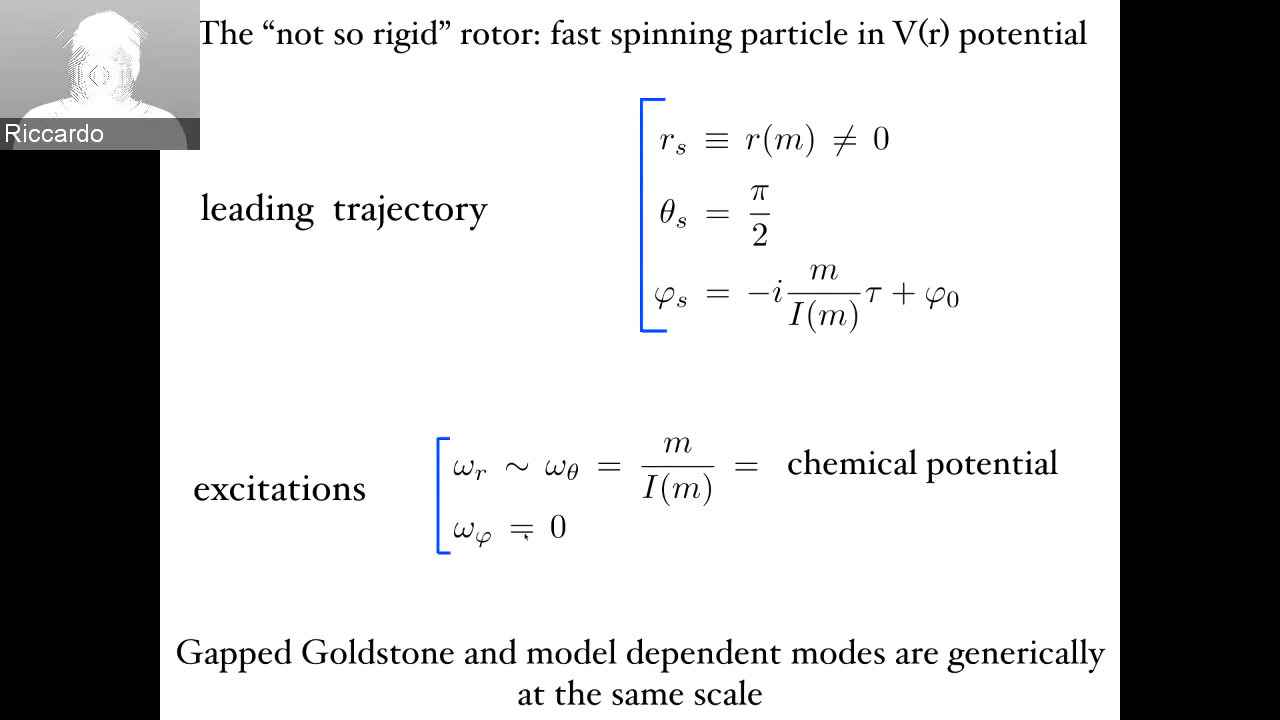 The “not so rigid” rotor: fast spinning particle in V(r) potential
Riccardo
r_s ≡ r(m) ≠ 0
leading trajectory
θ_s = π/2
φ_s = −i m/I(m) τ + φ_0
excitations
ω_r ∼ ω_θ = m/I(m) = chemical potential
ω_φ = 0
Gapped Goldstone and model dependent modes are generically
at the same scale